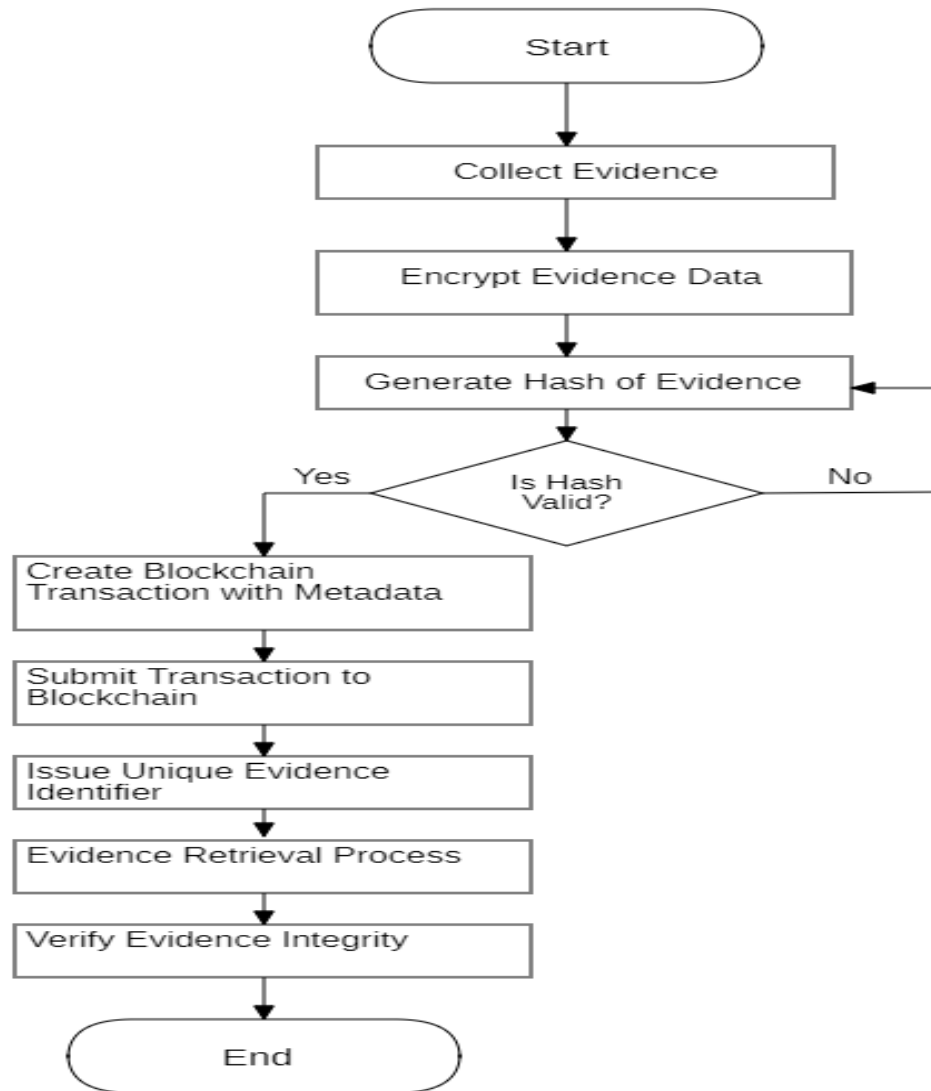 Start
Collect Evidence
Encrypt Evidence Data
Generate Hash of Evidence
Is Hash
Valid?
Yes
No
Create Blockchain
Transaction with Metadata
Submit Transaction to
Blockchain
Issue Unique Evidence
Identifier
Evidence Retrieval Process
Verify Evidence Integrity
End